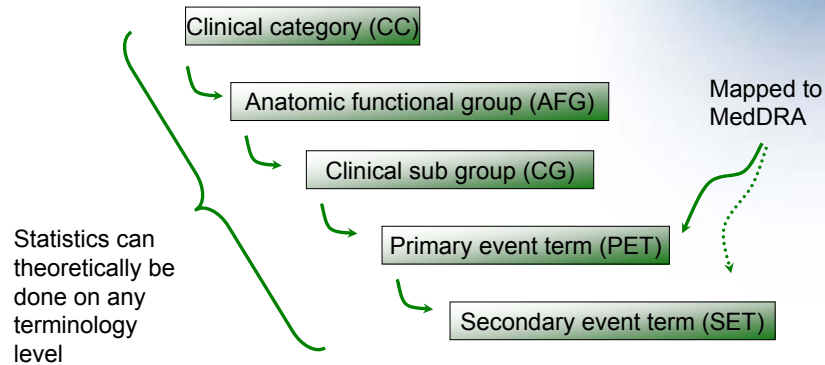 Clinical category (CC)
Anatomic functional group (AFG)
Mapped to
MedDRA
Clinical sub group (CG)
Primary event term (PET)
Statistics can
theoretically be
done on any
terminology
level
Secondary event term (SET)